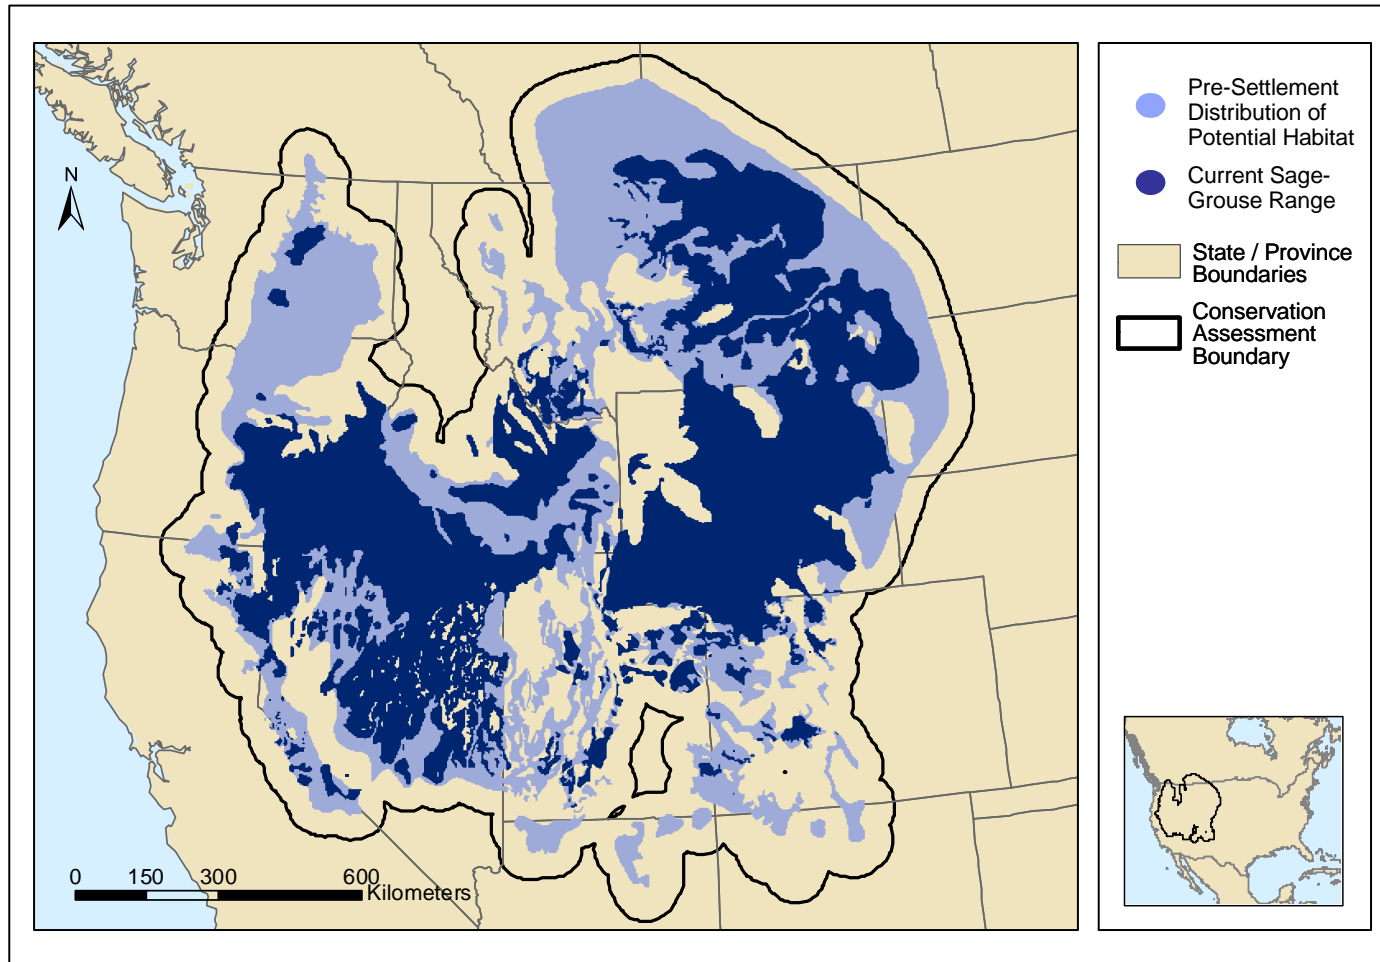 N
0 150 300 600
Kilometers
Pre-Settlement
Distribution of
Potential Habitat
Current Sage-
Grouse Range
State / Province
Boundaries
Conservation
Assessment
Boundary